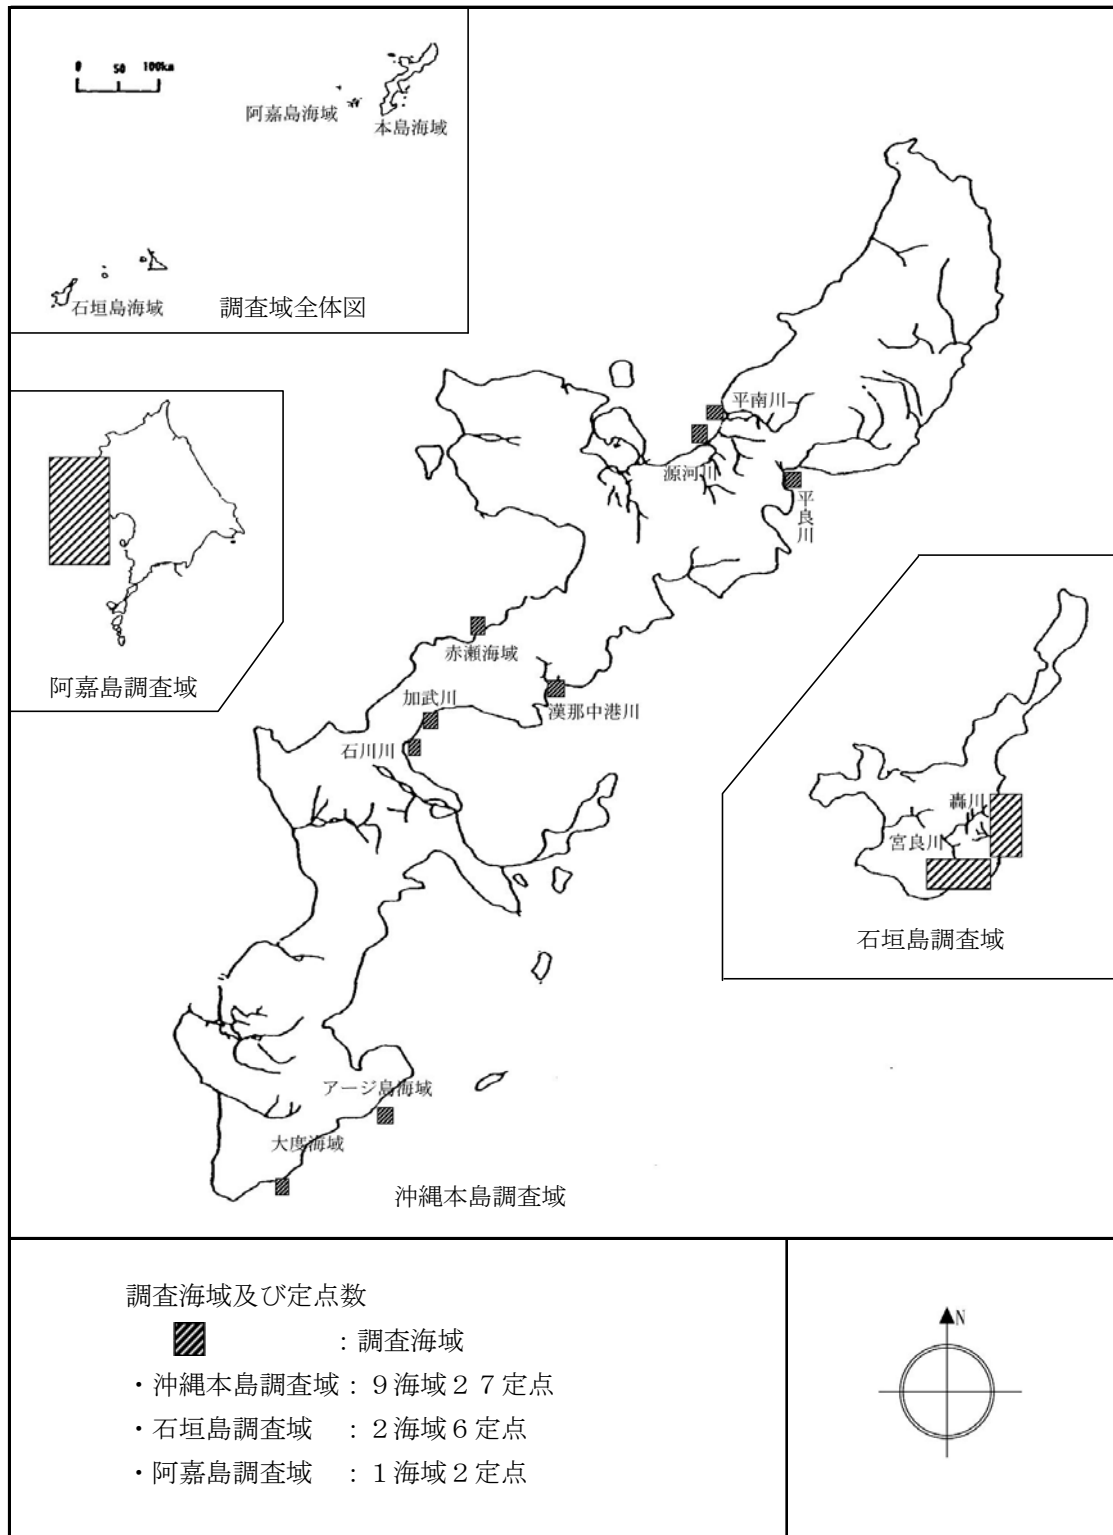 0 50 100km
阿嘉島海域
本島海域
石垣島海域
調査域全体図
平南川
源河川
平良川
阿嘉島調査域
赤瀬海域
加武川
漢那中港川
石川川
轟川
宮良川
石垣島調査域
アージ島海域
大度海域
沖縄本島調査域
調査海域及び定点数
：調査海域
・沖縄本島調査域：９海域２７定点
・石垣島調査域　：２海域６定点
・阿嘉島調査域　：１海域２定点
N